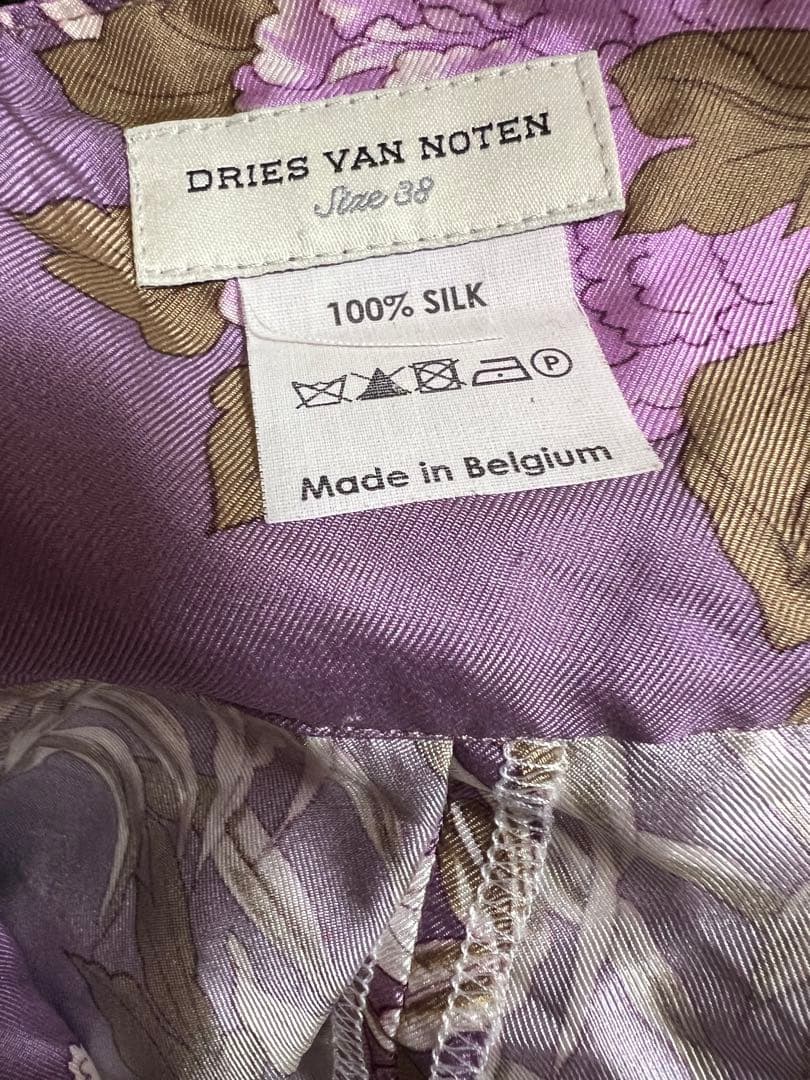 DRIES VAN NOTEN
Size 38
100% SILK
P
Made in Belgium